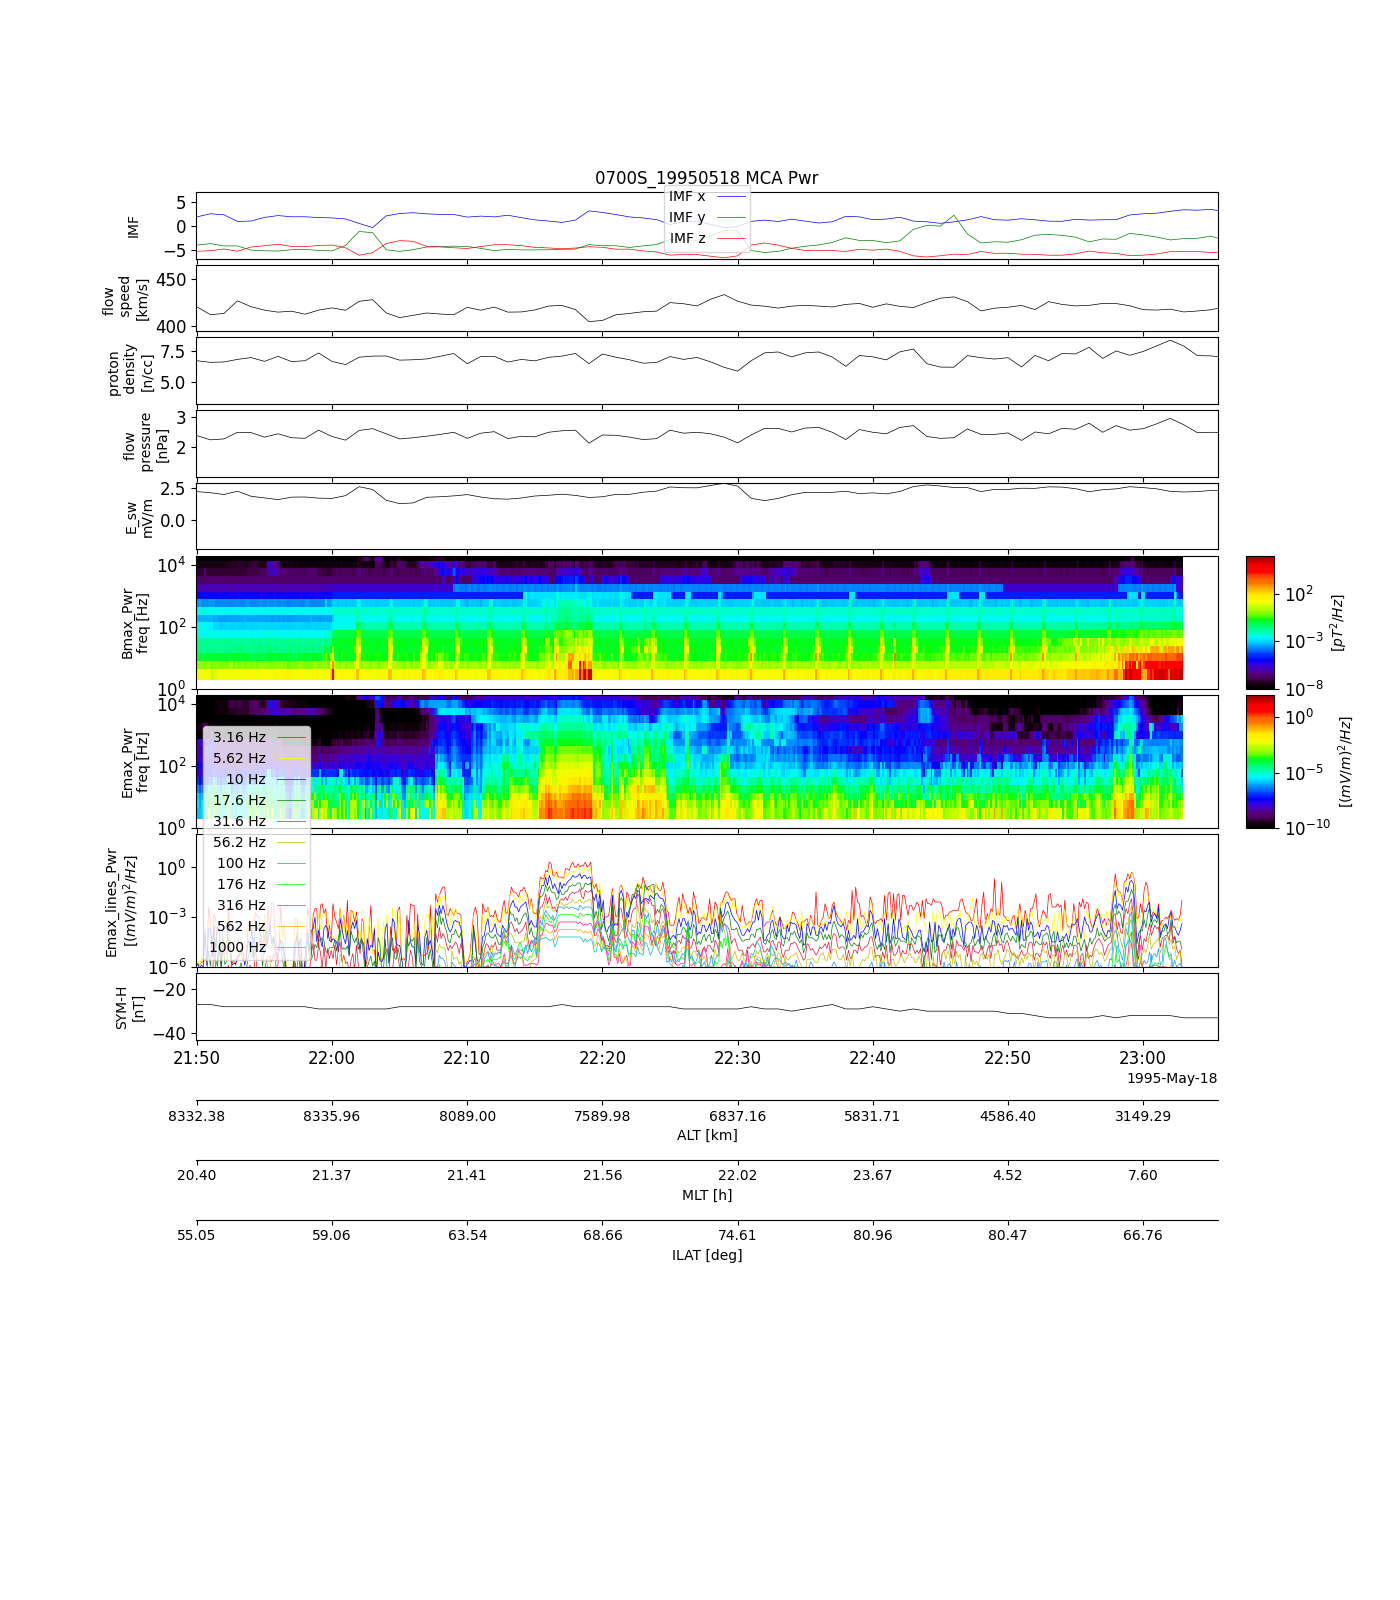 0700S_19950518 MCA Pwr
IMF
5
0
−5
IMF x
IMF y
IMF z
flow
speed
[km/s]
450
400
proton
density
[n/cc]
7.5
5.0
flow
pressure
[nPa]
3
2
E_sw
mV/m
2.5
0.0
Bmax_Pwr
freq [Hz]
10^4
10^2
10^0
10^2
10^−3
10^−8
[pT^2/Hz]
Emax_Pwr
freq [Hz]
10^4
10^2
10^0
10^0
10^−5
10^−10
[(mV/m)^2/Hz]
3.16 Hz
5.62 Hz
10 Hz
17.6 Hz
31.6 Hz
56.2 Hz
100 Hz
176 Hz
316 Hz
562 Hz
1000 Hz
Emax_lines_Pwr
[(mV/m)^2/Hz]
10^0
10^−3
10^−6
SYM-H
[nT]
−20
−40
21:50 22:00 22:10 22:20 22:30 22:40 22:50 23:00
1995-May-18
8332.38 8335.96 8089.00 7589.98 6837.16 5831.71 4586.40 3149.29
ALT [km]
20.40 21.37 21.41 21.56 22.02 23.67 4.52 7.60
MLT [h]
55.05 59.06 63.54 68.66 74.61 80.96 80.47 66.76
ILAT [deg]